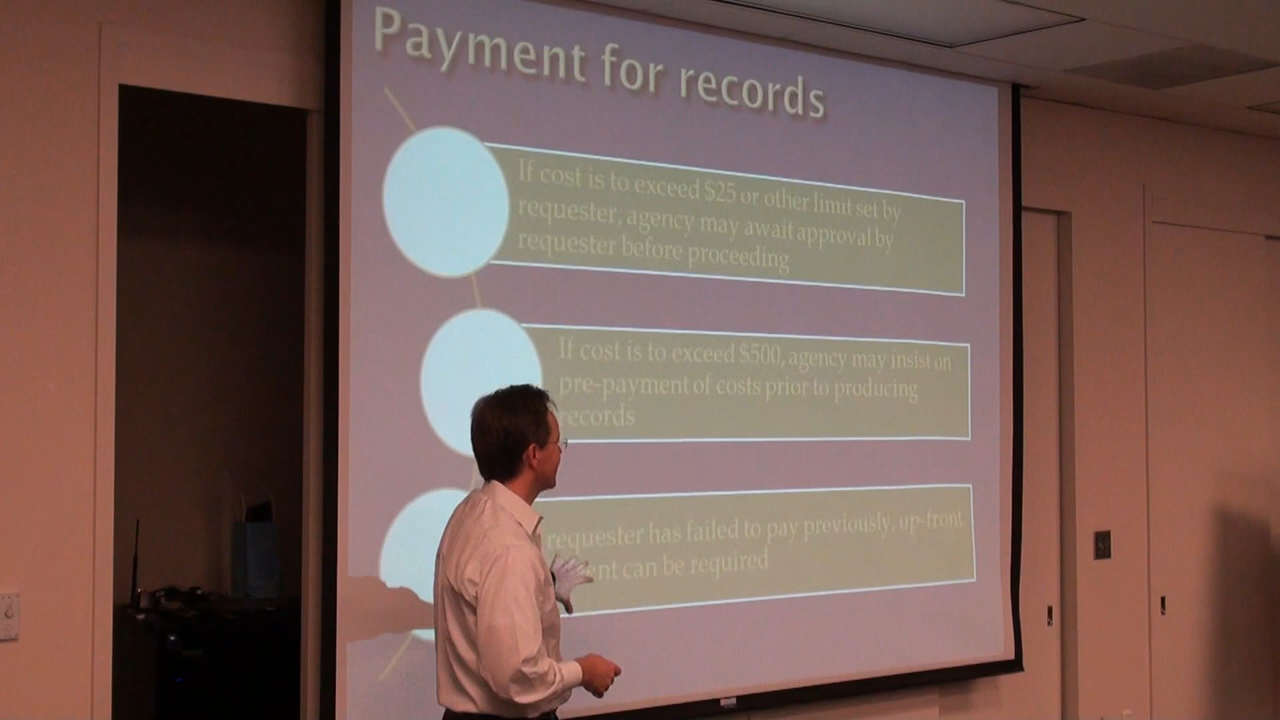 Payment for records
If cost is to exceed $25 or other limit set by
requester, agency may await approval by
requester before proceeding
If cost is to exceed $500, agency may insist on
pre-payment of costs prior to producing
records
requester has failed to pay previously, up-front
ent can be required